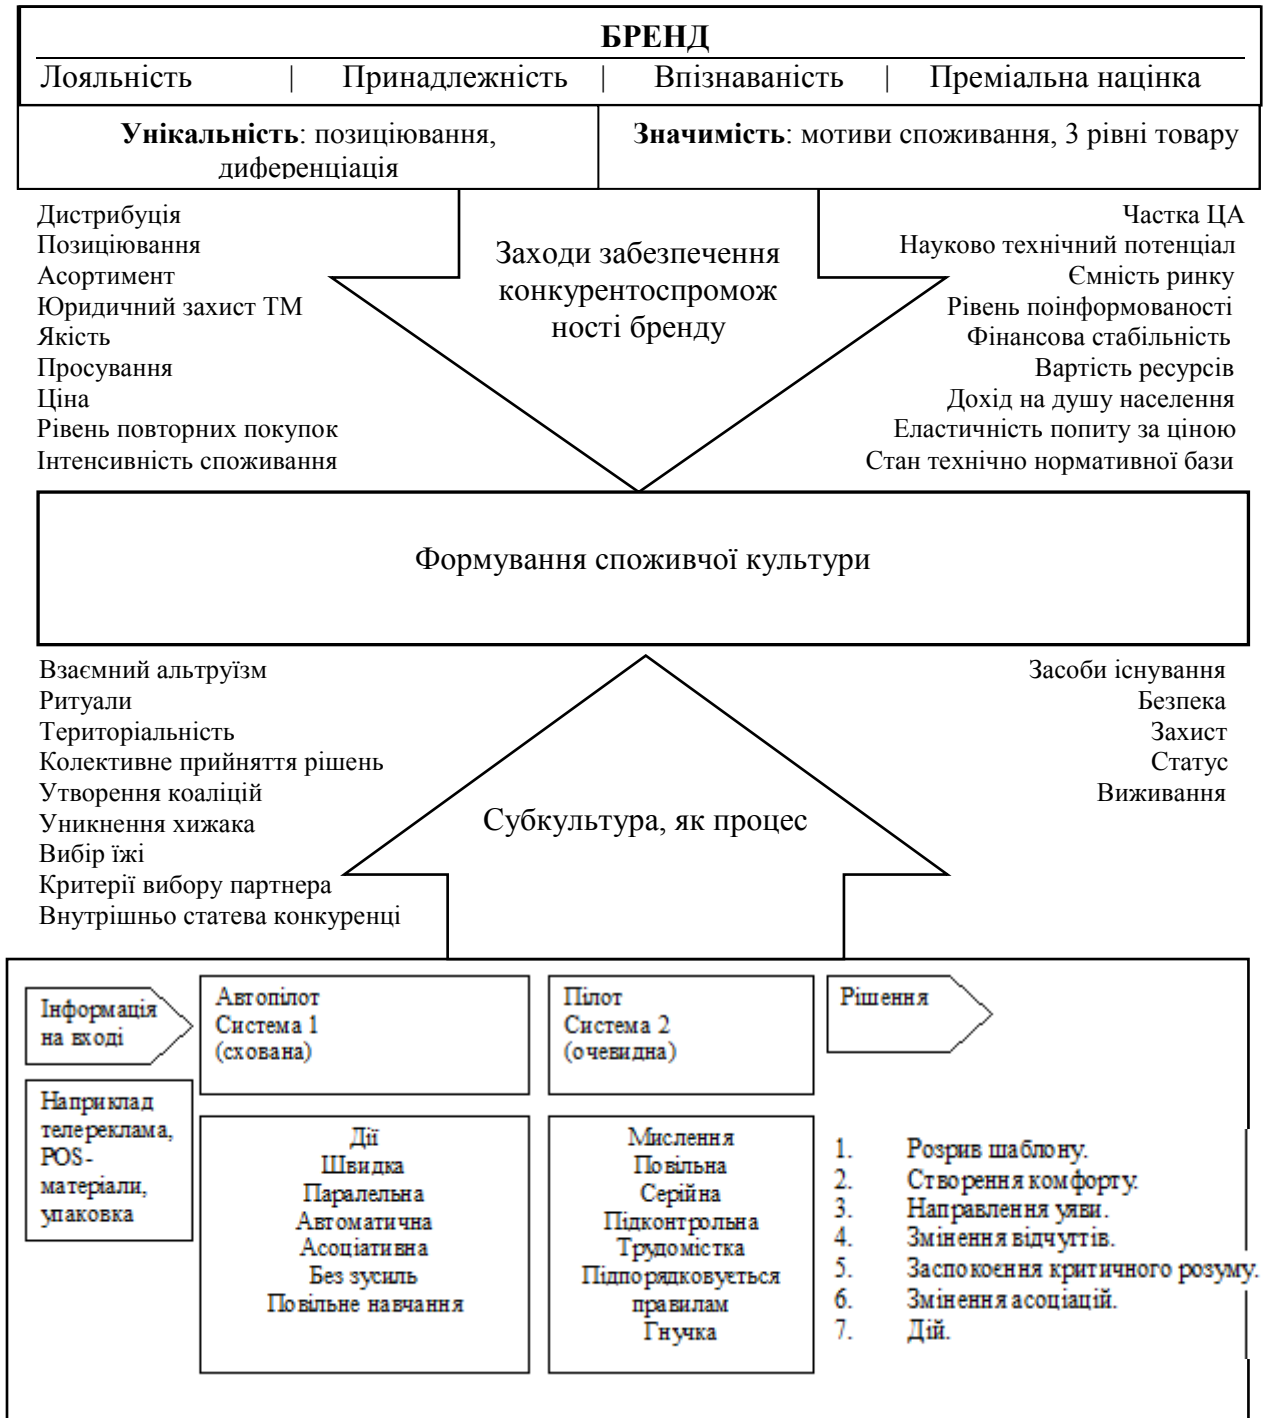 БРЕНД
Лояльність | Принадлежність | Впізнаваність | Преміальна націнка
Унікальність: позиціювання,
диференціація
Значимість: мотиви споживання, 3 рівні товару
Дистрибуція
Позиціювання
Асортимент
Юридичний захист ТМ
Якість
Просування
Ціна
Рівень повторних покупок
Інтенсивність споживання
Заходи забезпечення
конкурентоспромож
ності бренду
Частка ЦА
Науково технічний потенціал
Ємність ринку
Рівень поінформованості
Фінансова стабільність
Вартість ресурсів
Дохід на душу населення
Еластичність попиту за ціною
Стан технічно нормативної бази
Формування споживчої культури
Взаємний альтруїзм
Ритуали
Територіальність
Колективне прийняття рішень
Утворення коаліцій
Уникнення хижака
Вибір їжі
Критерії вибору партнера
Внутрішньо статева конкуренці
Субкультура, як процес
Засоби існування
Безпека
Захист
Статус
Виживання
Інформація
на вході
Наприклад
телереклама,
POS-
матеріали,
упаковка
Автопілот
Система 1
(схована)
Дії
Швидка
Паралельна
Автоматична
Асоціативна
Без зусиль
Повільне навчання
Пілот
Система 2
(очевидна)
Мислення
Повільна
Серійна
Підконтрольна
Трудомістка
Підпорядковується
правилам
Гнучка
Рішення
1. Розрив шаблону.
2. Створення комфорту.
3. Направлення уяви.
4. Змінення відчуттів.
5. Заспокоєння критичного розуму.
6. Змінення асоціацій.
7. Дій.